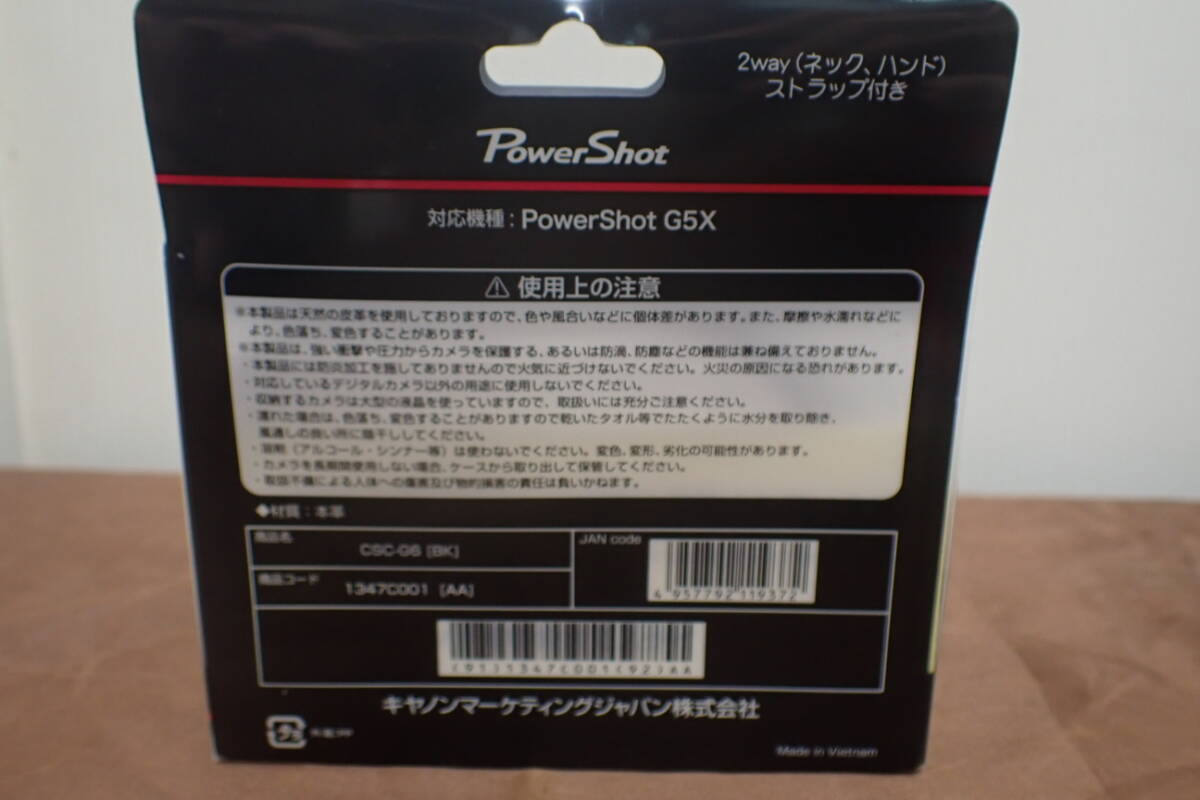 2way（ネック、ハンド）
ストラップ付き
PowerShot
対応機種：PowerShot G5X
⚠ 使用上の注意
※本製品は天然の皮革を使用しておりますので、色や風合いなどに個体差があります。また、摩擦や水濡れなどに
より、色落ち、変色することがあります。
※本製品は、強い衝撃や圧力からカメラを保護する、あるいは防滴、防塵などの機能は兼ね備えておりません。
・本製品には防炎加工を施してありませんので火気に近づけないでください。火災の原因になる恐れがあります。
・対応しているデジタルカメラ以外の用途に使用しないでください。
・収納するカメラは大型の液晶を使っていますので、取扱いには充分ご注意ください。
・濡れた場合は、色落ち、変色することがありますので乾いたタオル等でたたくように水分を取り除き、
風通しの良い所に陰干ししてください。
・溶剤（アルコール・シンナー等）は使わないでください。変色、変形、劣化の可能性があります。
・カメラを長期間使用しない場合、ケースから取り出して保管してください。
・取扱不備による人体への傷害及び物的損害の責任は負いかねます。
◆材質：本革
商品名
CSC-G6 [BK]
JAN code
商品コード
1347C001 [AA]
4 957792 119372
(91)1347C001(92)AA
キヤノンマーケティングジャパン株式会社
プラ
Made in Vietnam